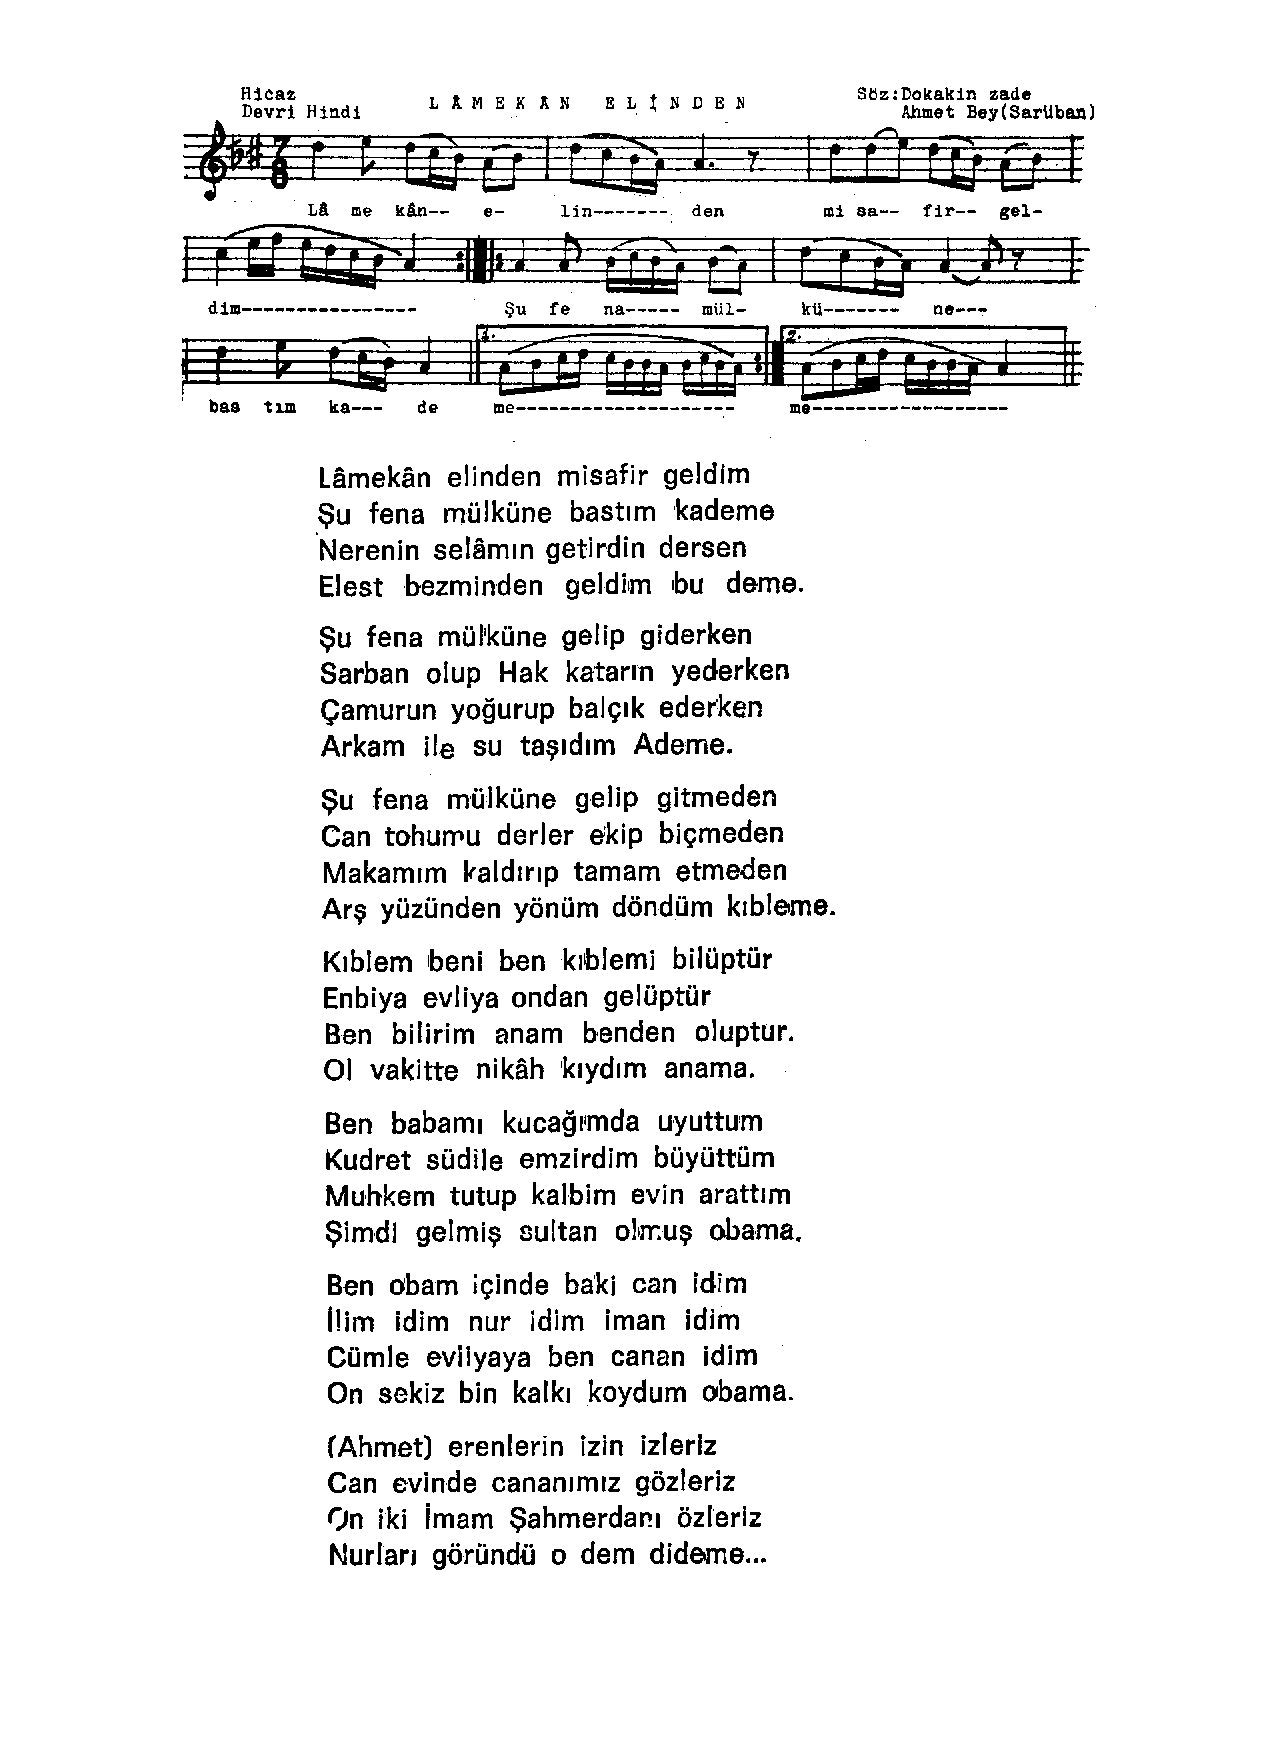 Hicaz
Devri Hindi
LÂMEKÂN ELİNDEN
Söz:Dokakin zade
Ahmet Bey(Sarüban)
7
8
Lâ me kân-- e- lin------- den mi sa-- fir-- gel-
dim---------------- Şu fe na----- mül- kü------- ne---
1.
2.
bas tım ka--- de me-------------------- me------------------
Lâmekân elinden misafir geldim
Şu fena mülküne bastım kademe
Nerenin selâmın getirdin dersen
Elest bezminden geldim bu deme.
Şu fena mülküne gelip giderken
Sarban olup Hak katarın yederken
Çamurun yoğurup balçık ederken
Arkam ile su taşıdım Ademe.
Şu fena mülküne gelip gitmeden
Can tohumu derler ekip biçmeden
Makamım kaldırıp tamam etmeden
Arş yüzünden yönüm döndüm kıbleme.
Kıblem beni ben kıblemi bilüptür
Enbiya evliya ondan gelüptür
Ben bilirim anam benden oluptur.
Ol vakitte nikâh kıydım anama.
Ben babamı kucağımda uyuttum
Kudret südile emzirdim büyüttüm
Muhkem tutup kalbim evin arattım
Şimdi gelmiş sultan olmuş obama.
Ben obam içinde baki can idim
İlim idim nur idim iman idim
Cümle evliyaya ben canan idim
On sekiz bin kalkı koydum obama.
(Ahmet) erenlerin izin izleriz
Can evinde cananımız gözleriz
On iki İmam Şahmerdanı özleriz
Nurları göründü o dem dideme...